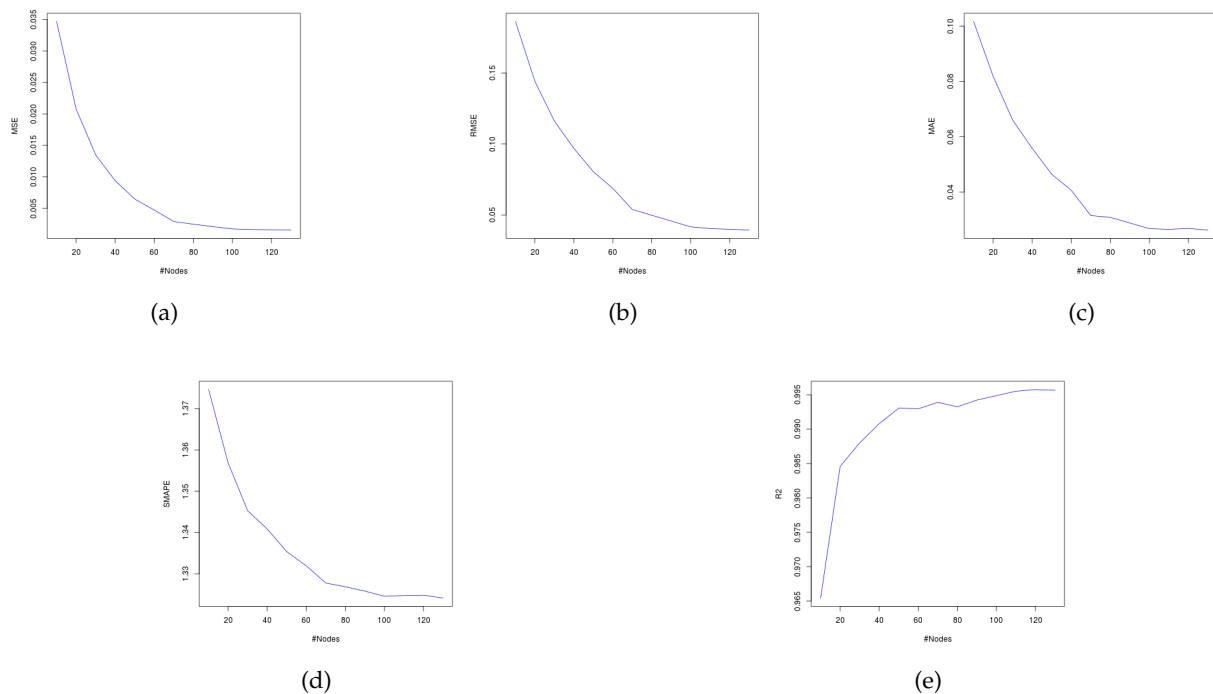 MSE
0.005 0.010 0.015 0.020 0.025 0.030 0.035
20 40 60 80 100 120
#Nodes
(a)
RMSE
0.05 0.10 0.15
20 40 60 80 100 120
#Nodes
(b)
MAE
0.04 0.06 0.08 0.10
20 40 60 80 100 120
#Nodes
(c)
SMAPE
1.33 1.34 1.35 1.36 1.37
20 40 60 80 100 120
#Nodes
(d)
R2
0.965 0.970 0.975 0.980 0.985 0.990 0.995
20 40 60 80 100 120
#Nodes
(e)